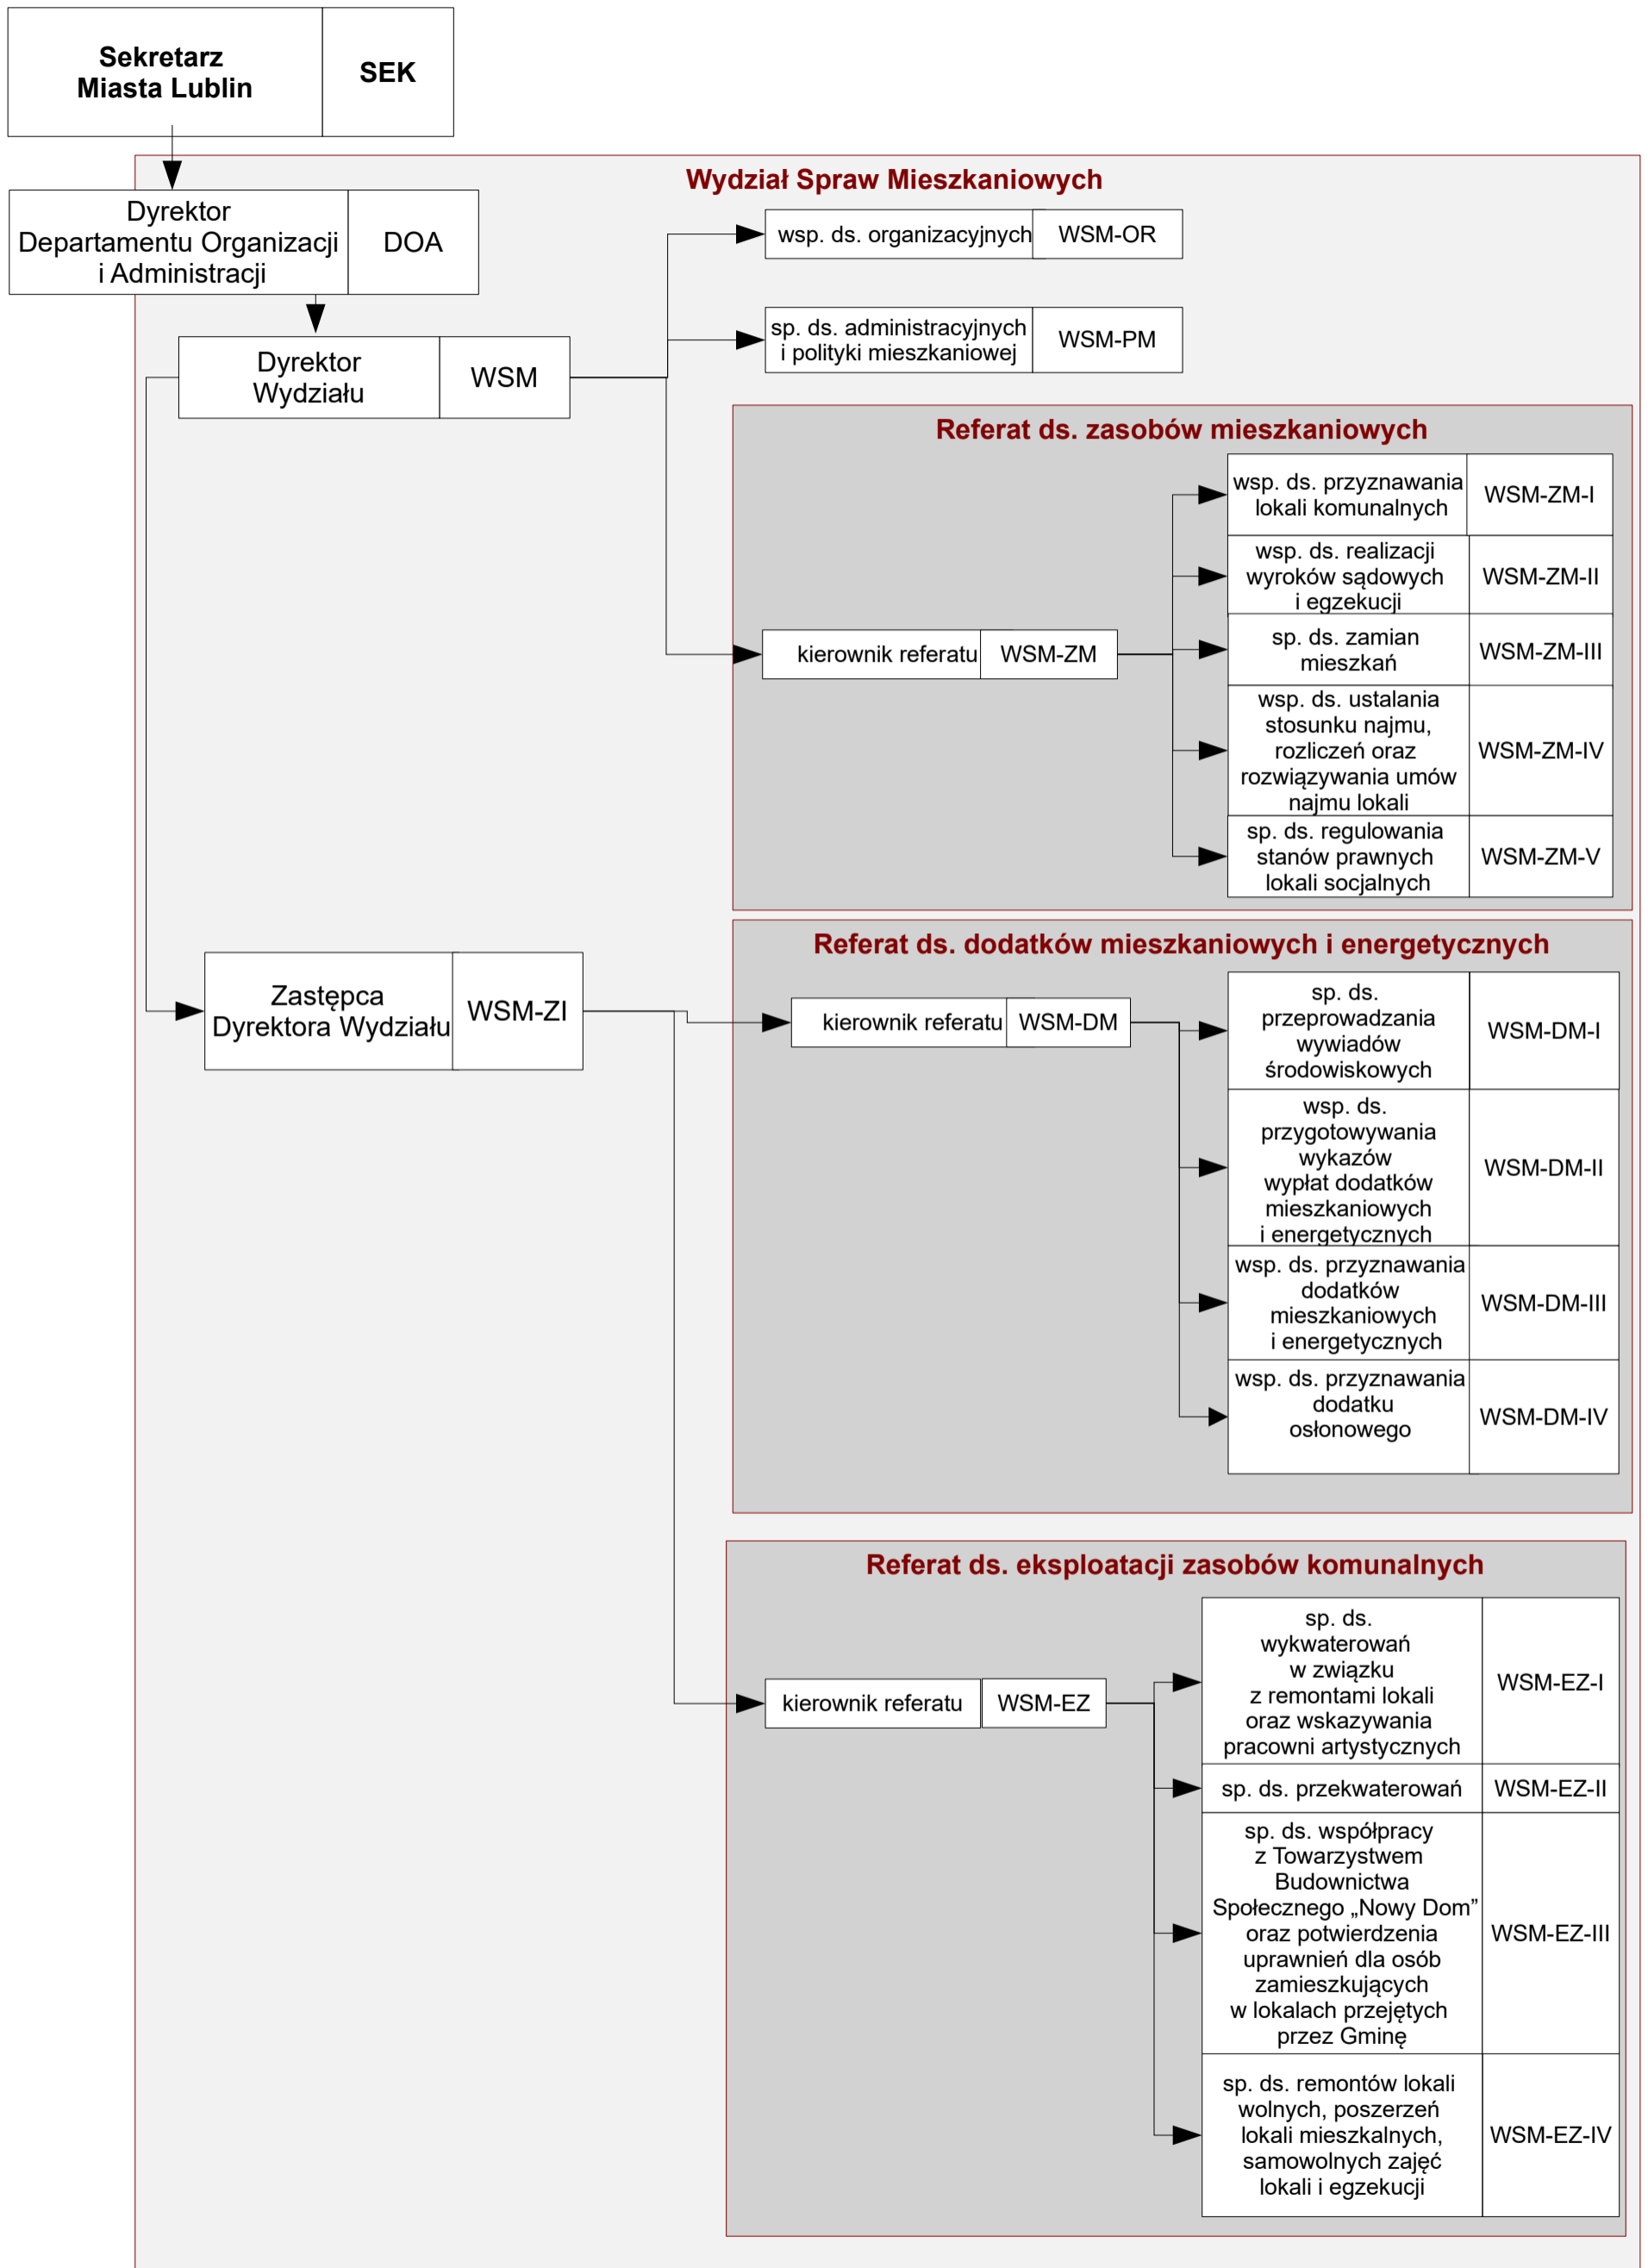 Sekretarz
Miasta Lublin
SEK
Wydział Spraw Mieszkaniowych
Dyrektor
Departamentu Organizacji
i Administracji
DOA
wsp. ds. organizacyjnych
WSM-OR
sp. ds. administracyjnych
i polityki mieszkaniowej
WSM-PM
Dyrektor
Wydziału
WSM
Referat ds. zasobów mieszkaniowych
wsp. ds. przyznawania
lokali komunalnych
WSM-ZM-I
wsp. ds. realizacji
wyroków sądowych
i egzekucji
WSM-ZM-II
kierownik referatu
WSM-ZM
sp. ds. zamian
mieszkań
WSM-ZM-III
wsp. ds. ustalania
stosunku najmu,
rozliczeń oraz
rozwiązywania umów
najmu lokali
WSM-ZM-IV
sp. ds. regulowania
stanów prawnych
lokali socjalnych
WSM-ZM-V
Referat ds. dodatków mieszkaniowych i energetycznych
Zastępca
Dyrektora Wydziału
WSM-ZI
kierownik referatu
WSM-DM
sp. ds.
przeprowadzania
wywiadów
środowiskowych
WSM-DM-I
wsp. ds.
przygotowywania
wykazów
wypłat dodatków
mieszkaniowych
i energetycznych
WSM-DM-II
wsp. ds. przyznawania
dodatków
mieszkaniowych
i energetycznych
WSM-DM-III
wsp. ds. przyznawania
dodatku
osłonowego
WSM-DM-IV
Referat ds. eksploatacji zasobów komunalnych
kierownik referatu
WSM-EZ
sp. ds.
wykwaterowań
w związku
z remontami lokali
oraz wskazywania
pracowni artystycznych
WSM-EZ-I
sp. ds. przekwaterowań
WSM-EZ-II
sp. ds. współpracy
z Towarzystwem
Budownictwa
Społecznego „Nowy Dom”
oraz potwierdzenia
uprawnień dla osób
zamieszkujących
w lokalach przejętych
przez Gminę
WSM-EZ-III
sp. ds. remontów lokali
wolnych, poszerzeń
lokali mieszkalnych,
samowolnych zajęć
lokali i egzekucji
WSM-EZ-IV